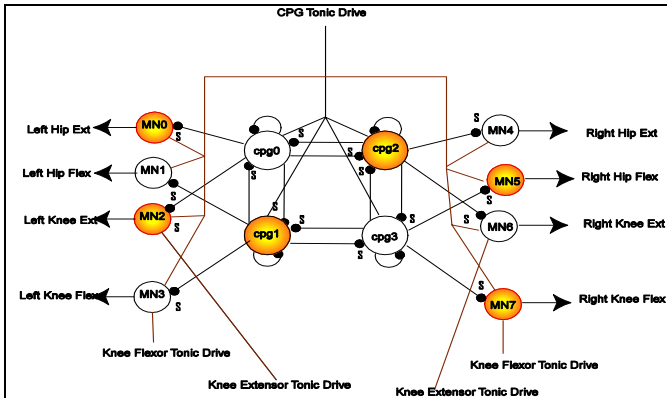 CPG Tonic Drive
MN0
S
Left Hip Ext
S
cpg0
S
S
cpg2
S
MN4
Right Hip Ext
Left Hip Flex
MN1
S
S
S
S
MN5
Right Hip Flex
S
Left Knee Ext
MN2
S
cpg1
S
S
cpg3
S
MN6
Right Knee Ext
S
Left Knee Flex
MN3
S
S
S
S
MN7
Right Knee Flex
Knee Flexor Tonic Drive
Knee Flexor Tonic Drive
Knee Extensor Tonic Drive
Knee Extensor Tonic Drive